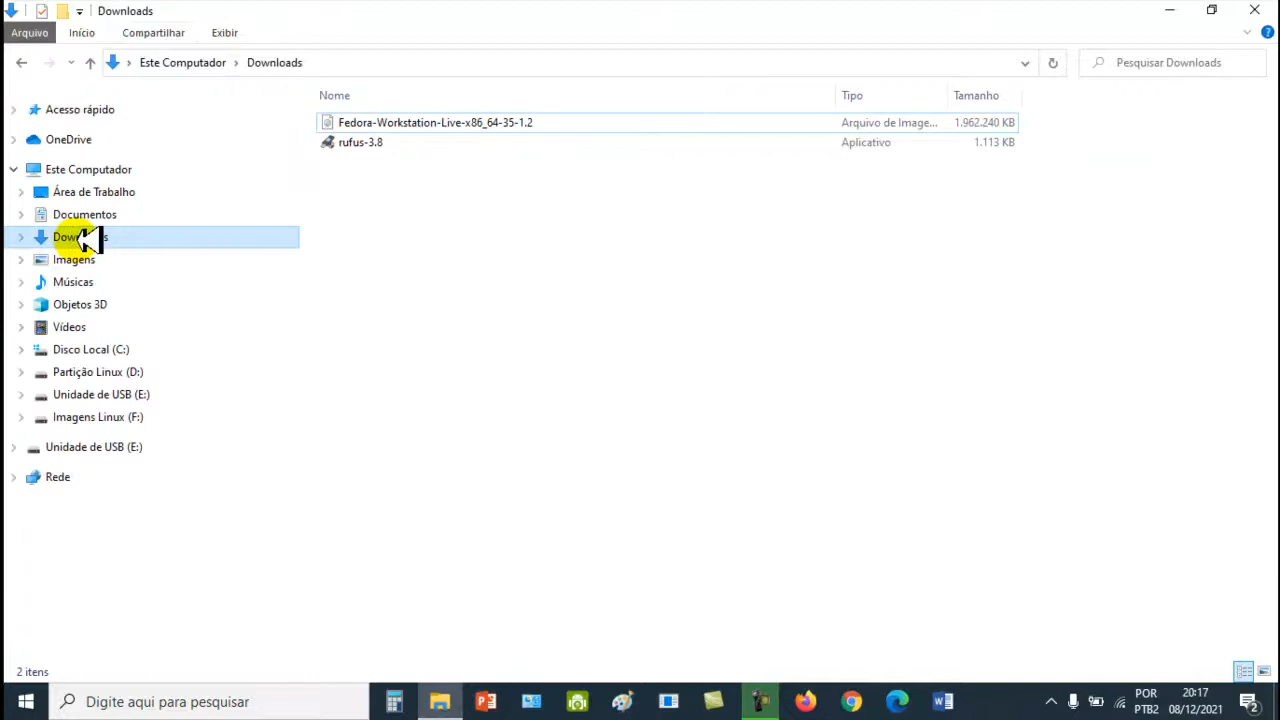 Downloads
Arquivo Início Compartilhar Exibir
Este Computador Downloads Pesquisar Downloads
Nome Tipo Tamanho
Acesso rápido
Fedora-Workstation-Live-x86_64-35-1.2 Arquivo de Image... 1.962.240 KB
OneDrive
rufus-3.8 Aplicativo 1.113 KB
Este Computador
Área de Trabalho
Documentos
Imagens
Músicas
Objetos 3D
Vídeos
Disco Local (C:)
Partição Linux (D:)
Unidade de USB (E:)
Imagens Linux (F:)
Unidade de USB (E:)
Rede
2 itens
Digite aqui para pesquisar
POR 20:17
PTB2 08/12/2021 2